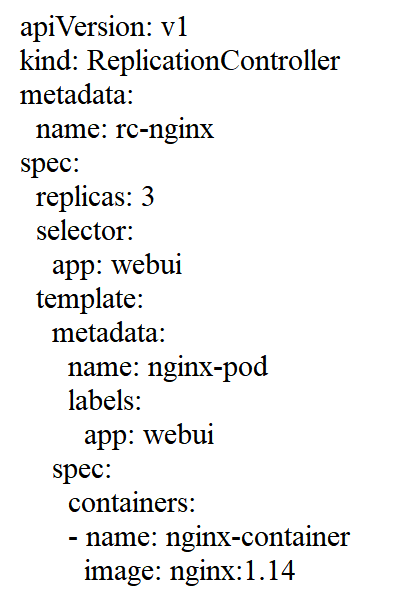 apiVersion: v1
kind: ReplicationController
metadata:
  name: rc-nginx
spec:
  replicas: 3
  selector:
    app: webui
  template:
    metadata:
      name: nginx-pod
      labels:
        app: webui
    spec:
      containers:
      - name: nginx-container
        image: nginx:1.14